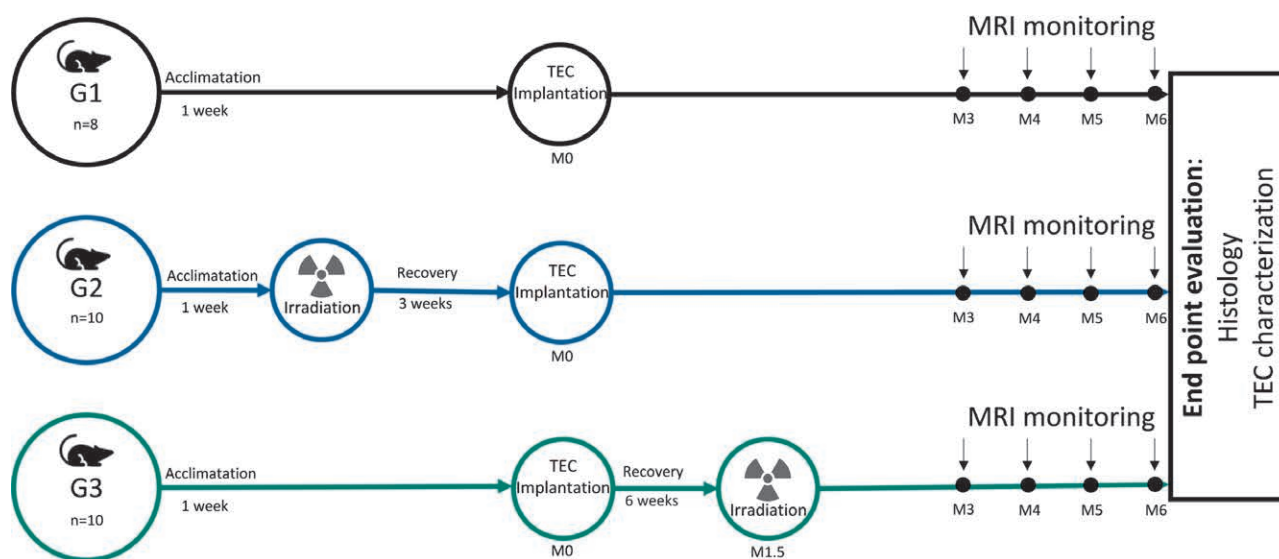 MRI monitoring
G1
n=8
Acclimatation
1 week
TEC
Implantation
M0
M3
M4
M5
M6
MRI monitoring
G2
n=10
Acclimatation
1 week
Irradiation
Recovery
3 weeks
TEC
Implantation
M0
M3
M4
M5
M6
MRI monitoring
G3
n=10
Acclimatation
1 week
TEC
Implantation
M0
Recovery
6 weeks
Irradiation
M1.5
M3
M4
M5
M6
End point evaluation:
Histology
TEC characterization